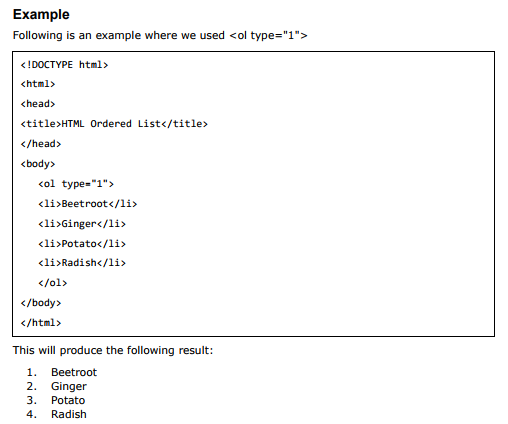 Example
Following is an example where we used <ol type="1">
<!DOCTYPE html>
<html>
<head>
<title>HTML Ordered List</title>
</head>
<body>
<ol type="1">
<li>Beetroot</li>
<li>Ginger</li>
<li>Potato</li>
<li>Radish</li>
</ol>
</body>
</html>
This will produce the following result:
1. Beetroot
2. Ginger
3. Potato
4. Radish